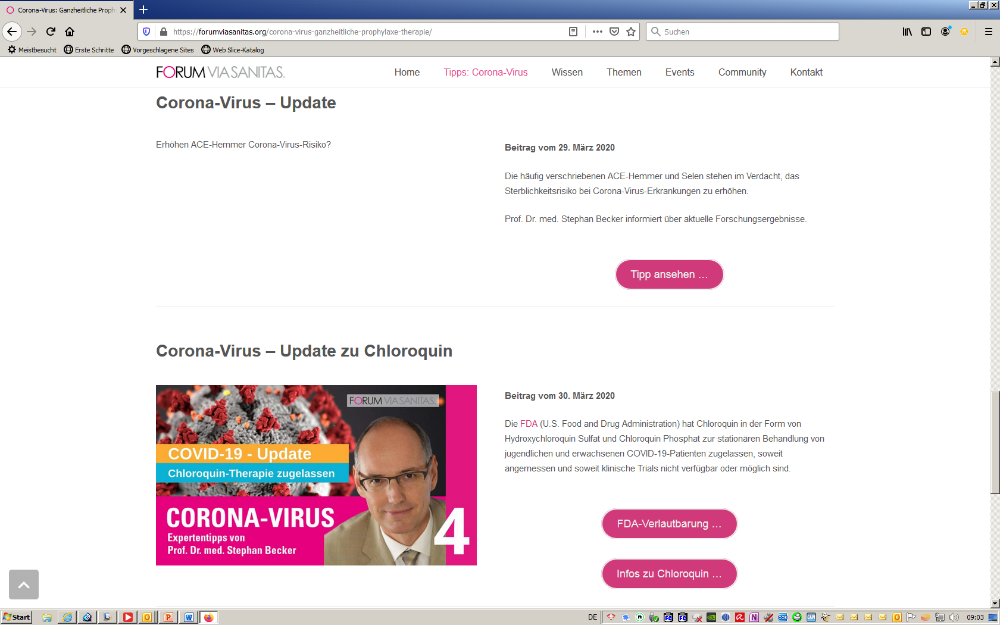 Corona-Virus: Ganzheitliche Proph
https://forumviasanitas.org/corona-virus-ganzheitliche-prophylaxe-therapie/
Suchen
Meistbesucht Erste Schritte Vorgeschlagene Sites Web Slice-Katalog
FORUM VIA SANITAS.
Home Tipps: Corona-Virus Wissen Themen Events Community Kontakt
Corona-Virus – Update
Erhöhen ACE-Hemmer Corona-Virus-Risiko?
Beitrag vom 29. März 2020
Die häufig verschriebenen ACE-Hemmer und Selen stehen im Verdacht, das
Sterblichkeitsrisiko bei Corona-Virus-Erkrankungen zu erhöhen.
Prof. Dr. med. Stephan Becker informiert über aktuelle Forschungsergebnisse.
Tipp ansehen …
Corona-Virus – Update zu Chloroquin
FORUM VIA SANITAS.
COVID-19 - Update
Chloroquin-Therapie zugelassen
CORONA-VIRUS
Expertentipps von
Prof. Dr. med. Stephan Becker
4
Beitrag vom 30. März 2020
Die FDA (U.S. Food and Drug Administration) hat Chloroquin in der Form von
Hydroxychloroquin Sulfat und Chloroquin Phosphat zur stationären Behandlung von
jugendlichen und erwachsenen COVID-19-Patienten zugelassen, soweit
angemessen und soweit klinische Trials nicht verfügbar oder möglich sind.
FDA-Verlautbarung …
Infos zu Chloroquin …
Start
DE
09:03